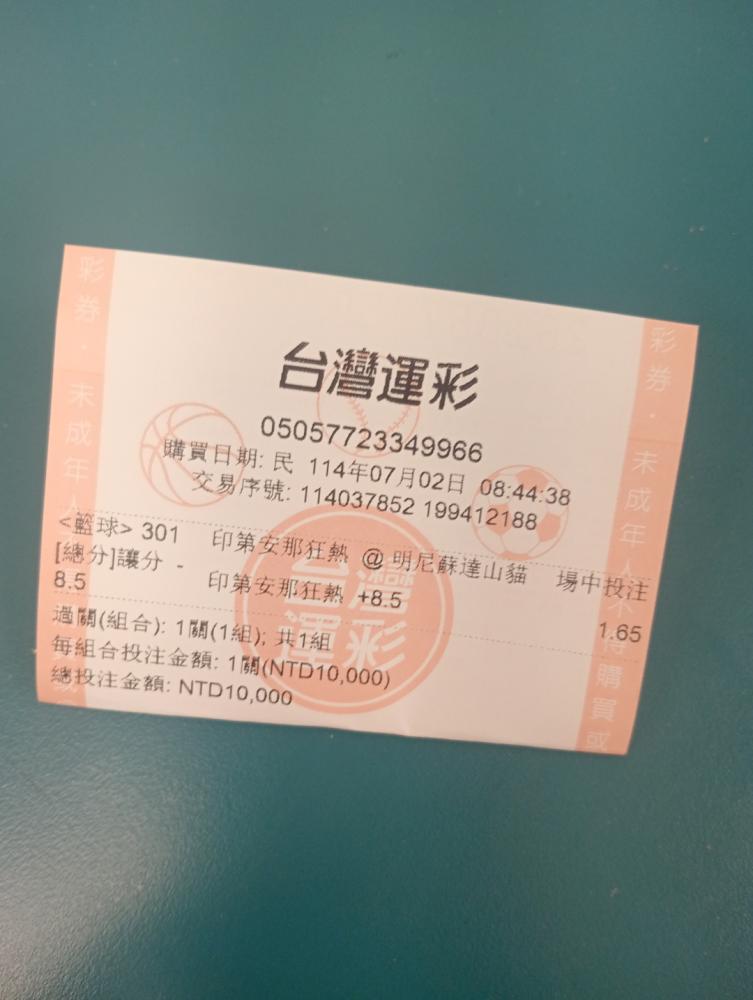 台灣運彩
05057723349966
購買日期: 民 114年07月02日 08:44:38
交易序號: 114037852 199412188
<籃球> 301 印第安那狂熱 @ 明尼蘇達山貓 場中投注
[總分]讓分 -
8.5 印第安那狂熱 +8.5 1.65
過關(組合): 1關(1組); 共1組
每組合投注金額: 1關(NTD10,000)
總投注金額: NTD10,000
彩券．未成年人
彩券．未成年人不得購買或
台灣運彩